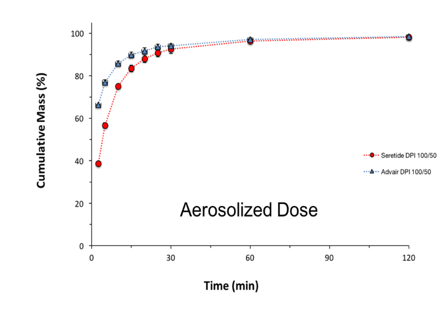 100
80
60
40
20
0
Cumulative Mass (%)
Seretide DPI 100/50
Advair DPI 100/50
Aerosolized Dose
0 30 60 90 120
Time (min)